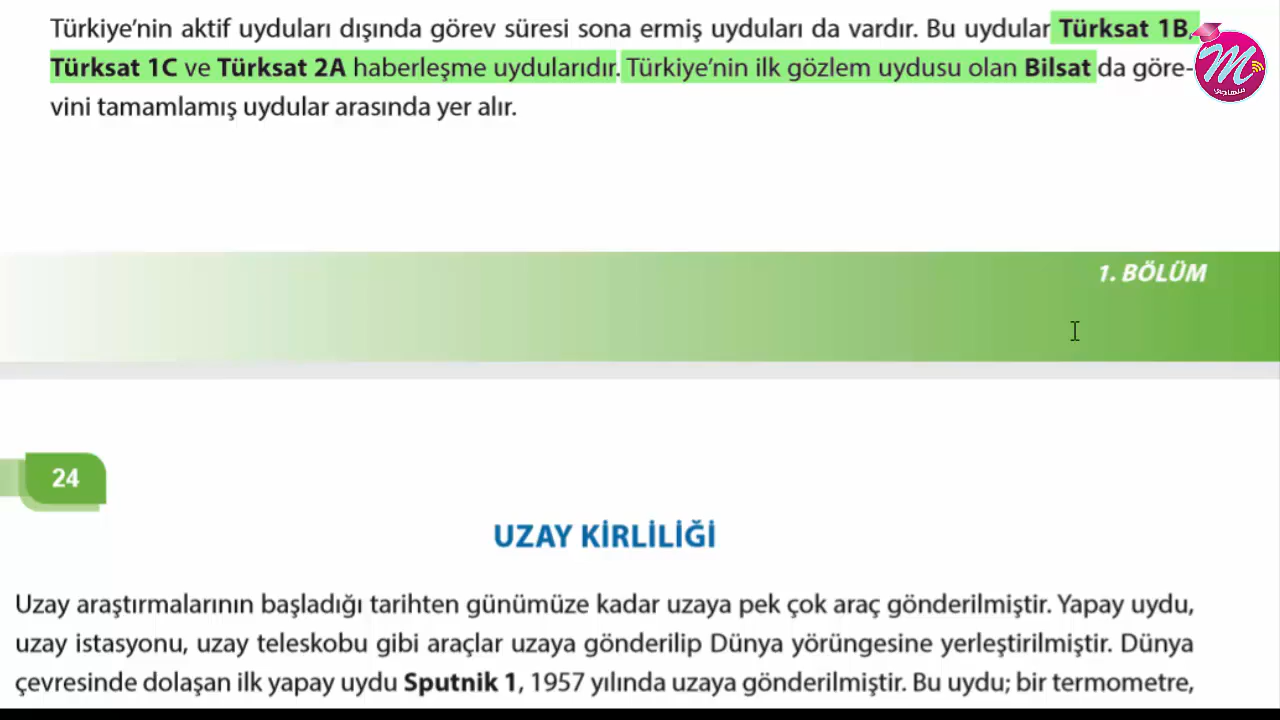 Türkiye’nin aktif uyduları dışında görev süresi sona ermiş uyduları da vardır. Bu uydular Türksat 1B,
Türksat 1C ve Türksat 2A haberleşme uydularıdır. Türkiye’nin ilk gözlem uydusu olan Bilsat da göre-
vini tamamlamış uydular arasında yer alır.
M
منهاجي
1. BÖLÜM
24
UZAY KİRLİLİĞİ
Uzay araştırmalarının başladığı tarihten günümüze kadar uzaya pek çok araç gönderilmiştir. Yapay uydu,
uzay istasyonu, uzay teleskobu gibi araçlar uzaya gönderilip Dünya yörüngesine yerleştirilmiştir. Dünya
çevresinde dolaşan ilk yapay uydu Sputnik 1, 1957 yılında uzaya gönderilmiştir. Bu uydu; bir termometre,